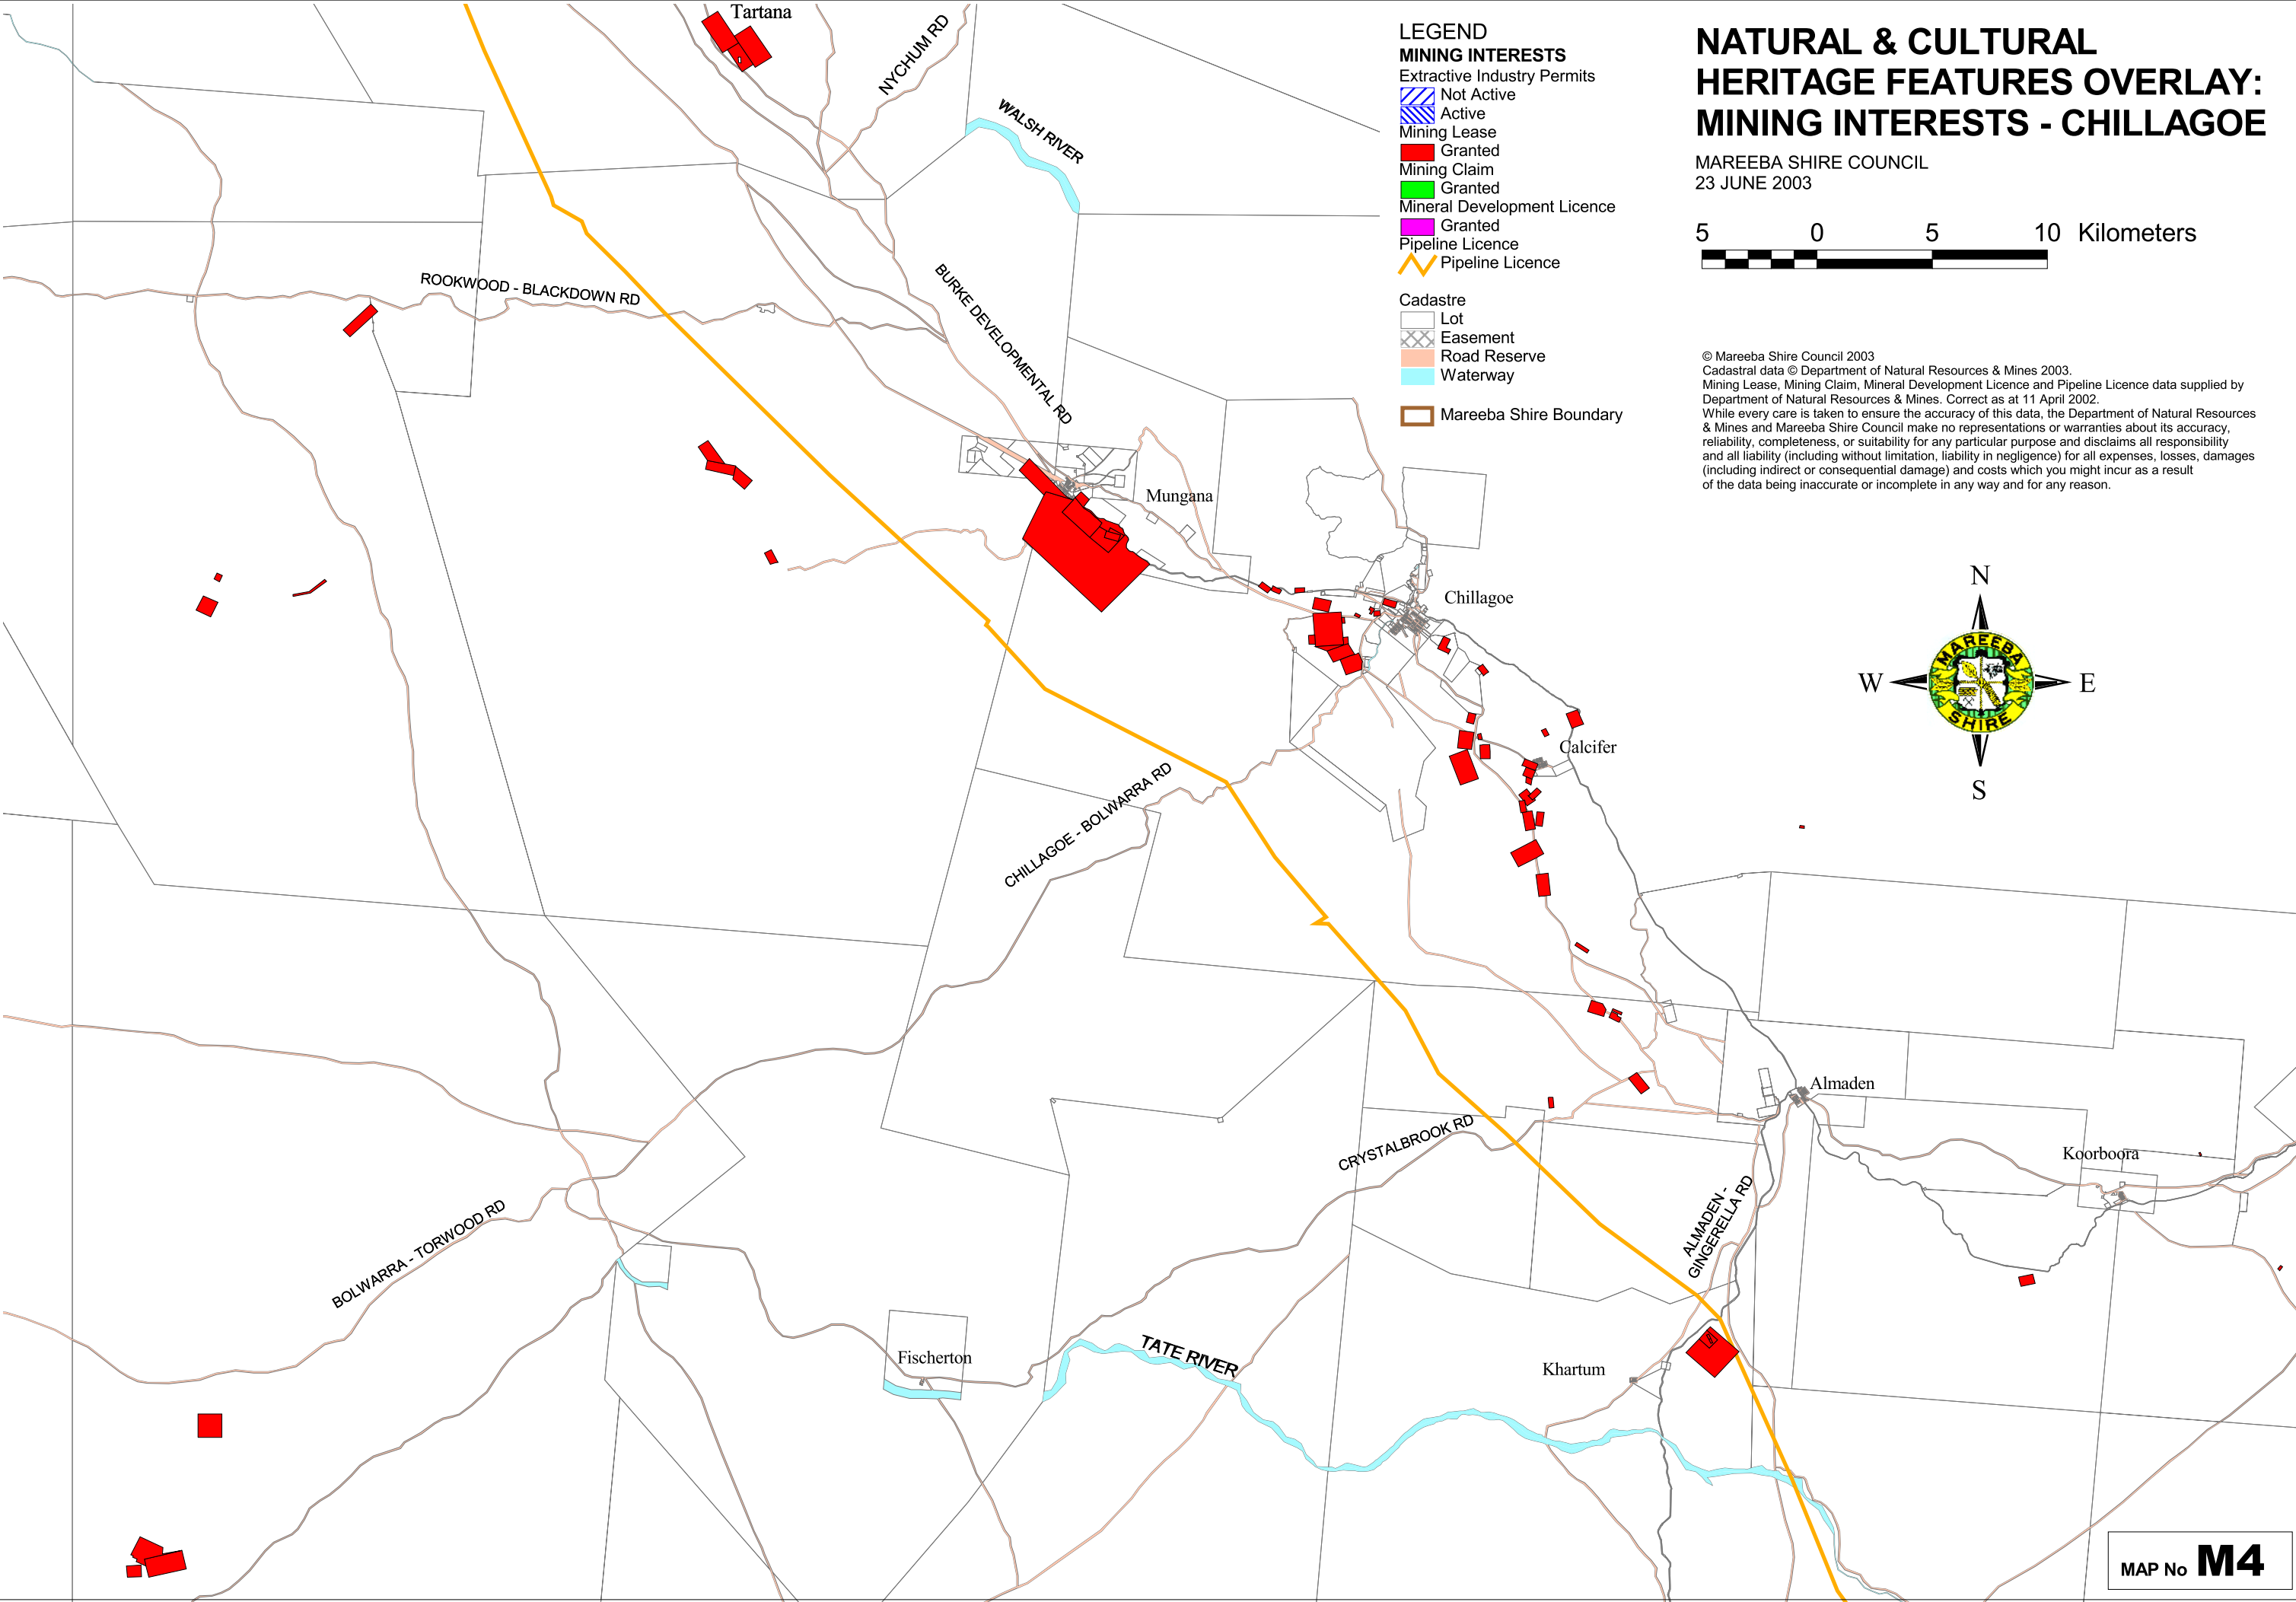 NATURAL & CULTURAL
HERITAGE FEATURES OVERLAY:
MINING INTERESTS - CHILLAGOE
MAREEBA SHIRE COUNCIL
23 JUNE 2003
5 0 5 10 Kilometers
© Mareeba Shire Council 2003
Cadastral data © Department of Natural Resources & Mines 2003.
Mining Lease, Mining Claim, Mineral Development Licence and Pipeline Licence data supplied by
Department of Natural Resources & Mines. Correct as at 11 April 2002.
While every care is taken to ensure the accuracy of this data, the Department of Natural Resources
& Mines and Mareeba Shire Council make no representations or warranties about its accuracy,
reliability, completeness, or suitability for any particular purpose and disclaims all responsibility
and all liability (including without limitation, liability in negligence) for all expenses, losses, damages
(including indirect or consequential damage) and costs which you might incur as a result
of the data being inaccurate or incomplete in any way and for any reason.
LEGEND
MINING INTERESTS
Extractive Industry Permits
Not Active
Active
Mining Lease
Granted
Mining Claim
Granted
Mineral Development Licence
Granted
Pipeline Licence
Pipeline Licence
Cadastre
Lot
Easement
Road Reserve
Waterway
Mareeba Shire Boundary
Tartana
NYCHUM RD
WALSH RIVER
ROOKWOOD - BLACKDOWN RD
BURKE DEVELOPMENTAL RD
Mungana
Chillagoe
N
W
MAREEBA
SHIRE
E
S
Calcifer
CHILLAGOE - BOLWARRA RD
Almaden
CRYSTALBROOK RD
Koorboora
ALMADEN -
GINGERELLA RD
BOLWARRA - TORWOOD RD
Fischerton
TATE RIVER
Khartum
MAP No M4